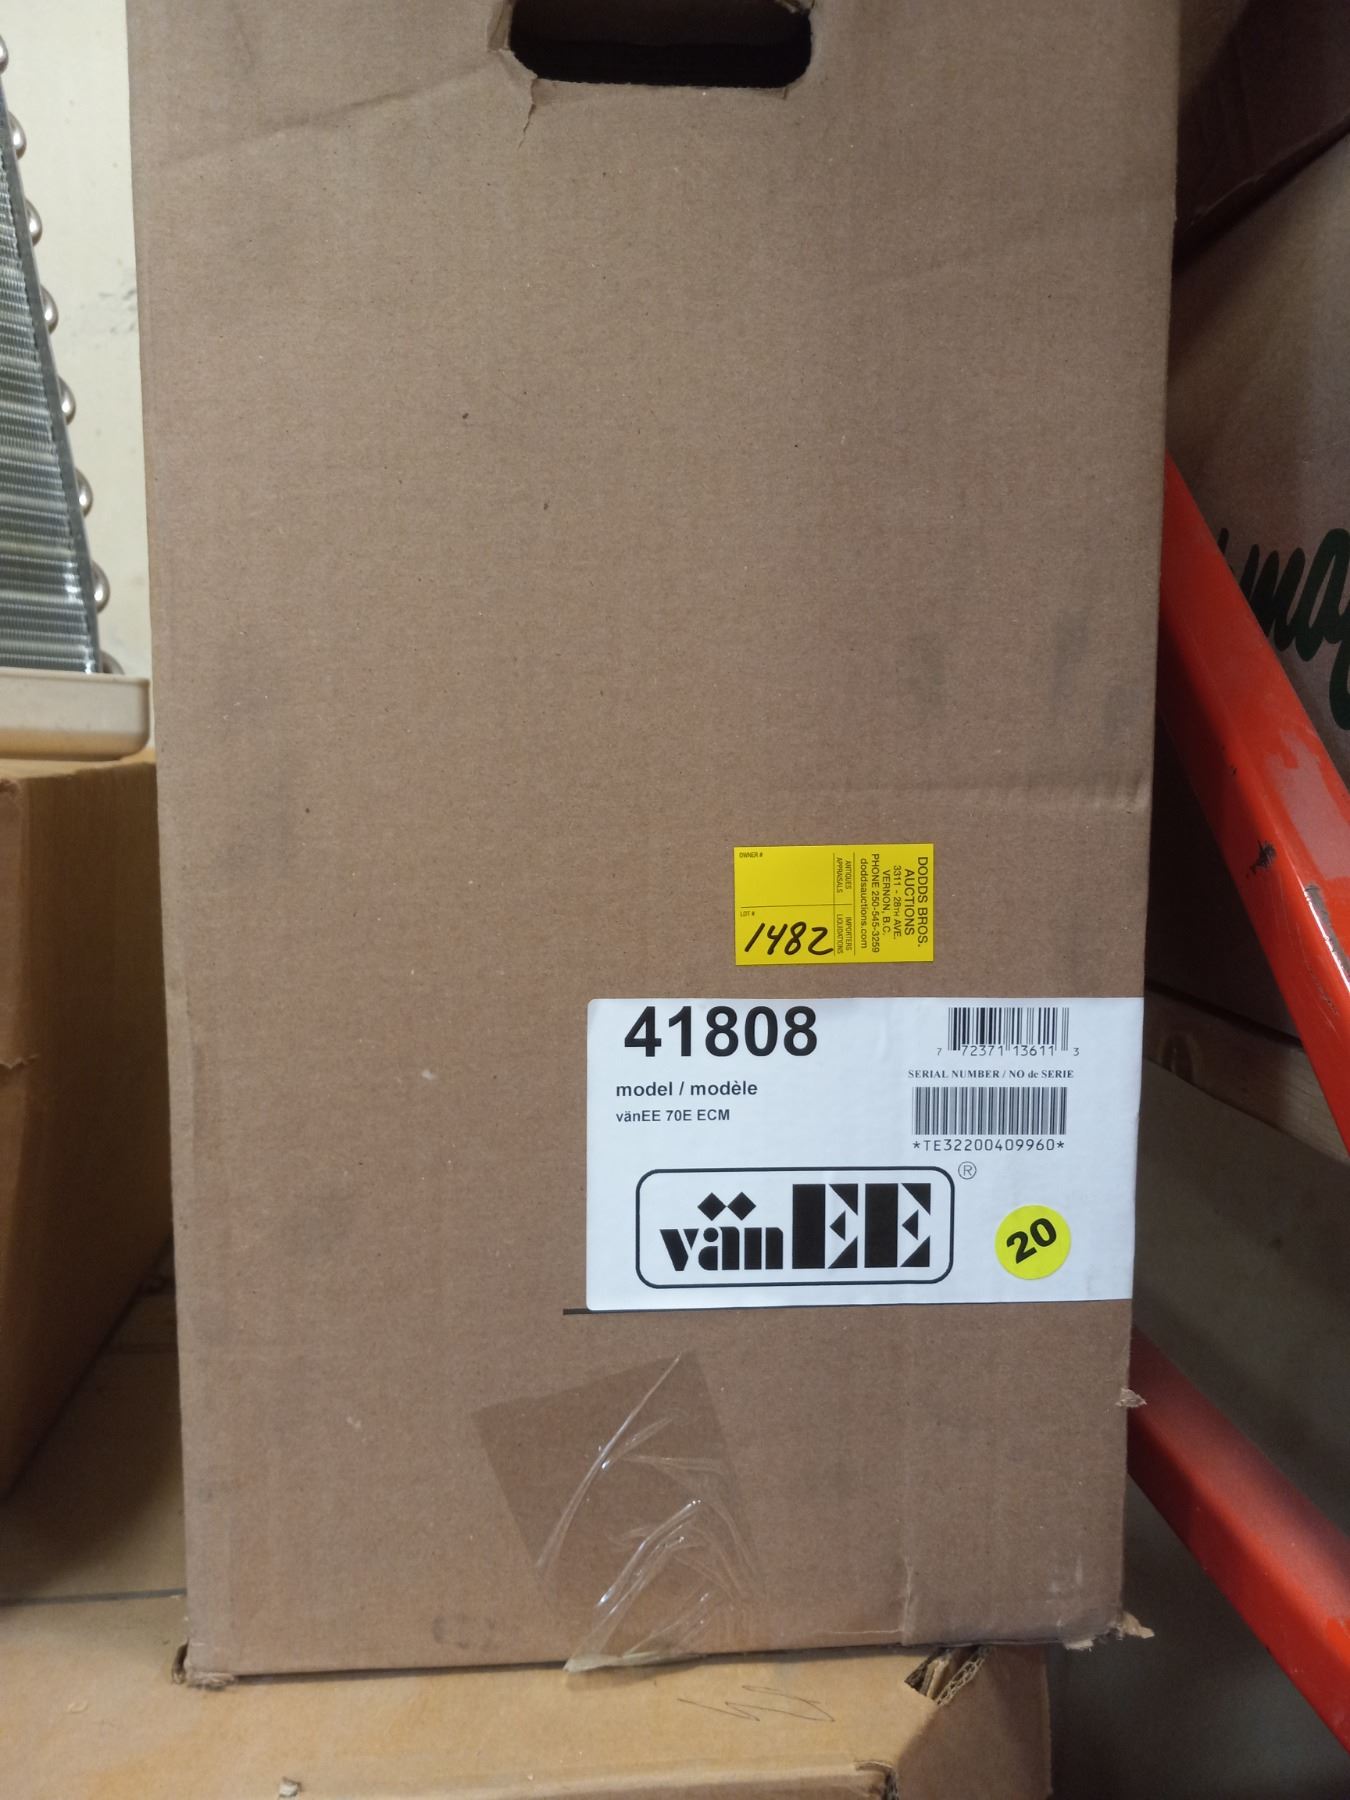 DODDS BROS.
AUCTIONS
3311 - 28TH AVE.
VERNON, B.C.
PHONE 250-545-3259
doddsauctions.com
ANTIQUES
APPRAISALS
IMPORTERS
LIQUIDATIONS
OWNER #
LOT #
1482
41808
7 72371 13611 3
SERIAL NUMBER / NO de SERIE
model / modèle
vänEE 70E ECM
*TE32200409960*
vänEE ®
20